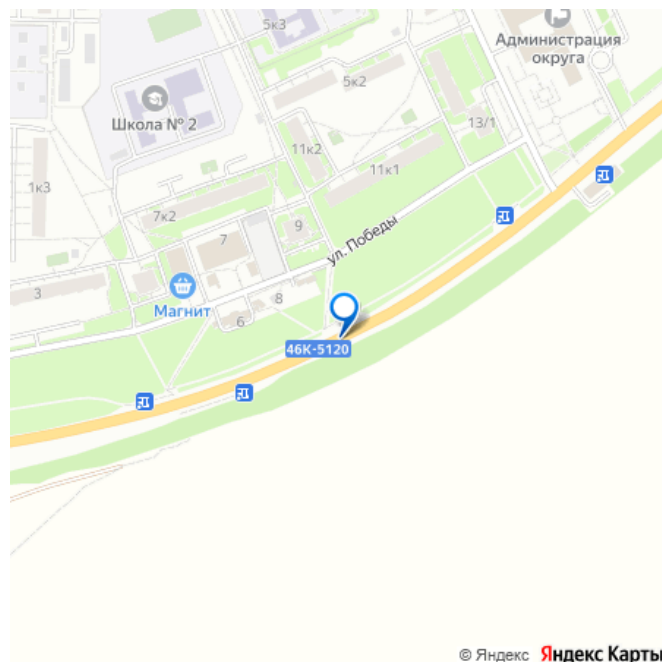 5к3
Администрация
округа
5к2
Школа № 2
13/1
11к2
11к1
1к3
7к2
9
7
ул. Победы
3
Магнит
8
6
46К-5120
© Яндекс Яндекс Карты